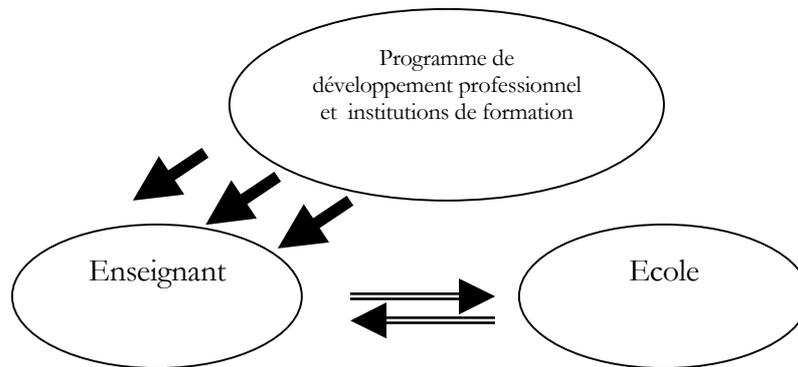 Programme de
développement professionnel
et institutions de formation
Enseignant
Ecole